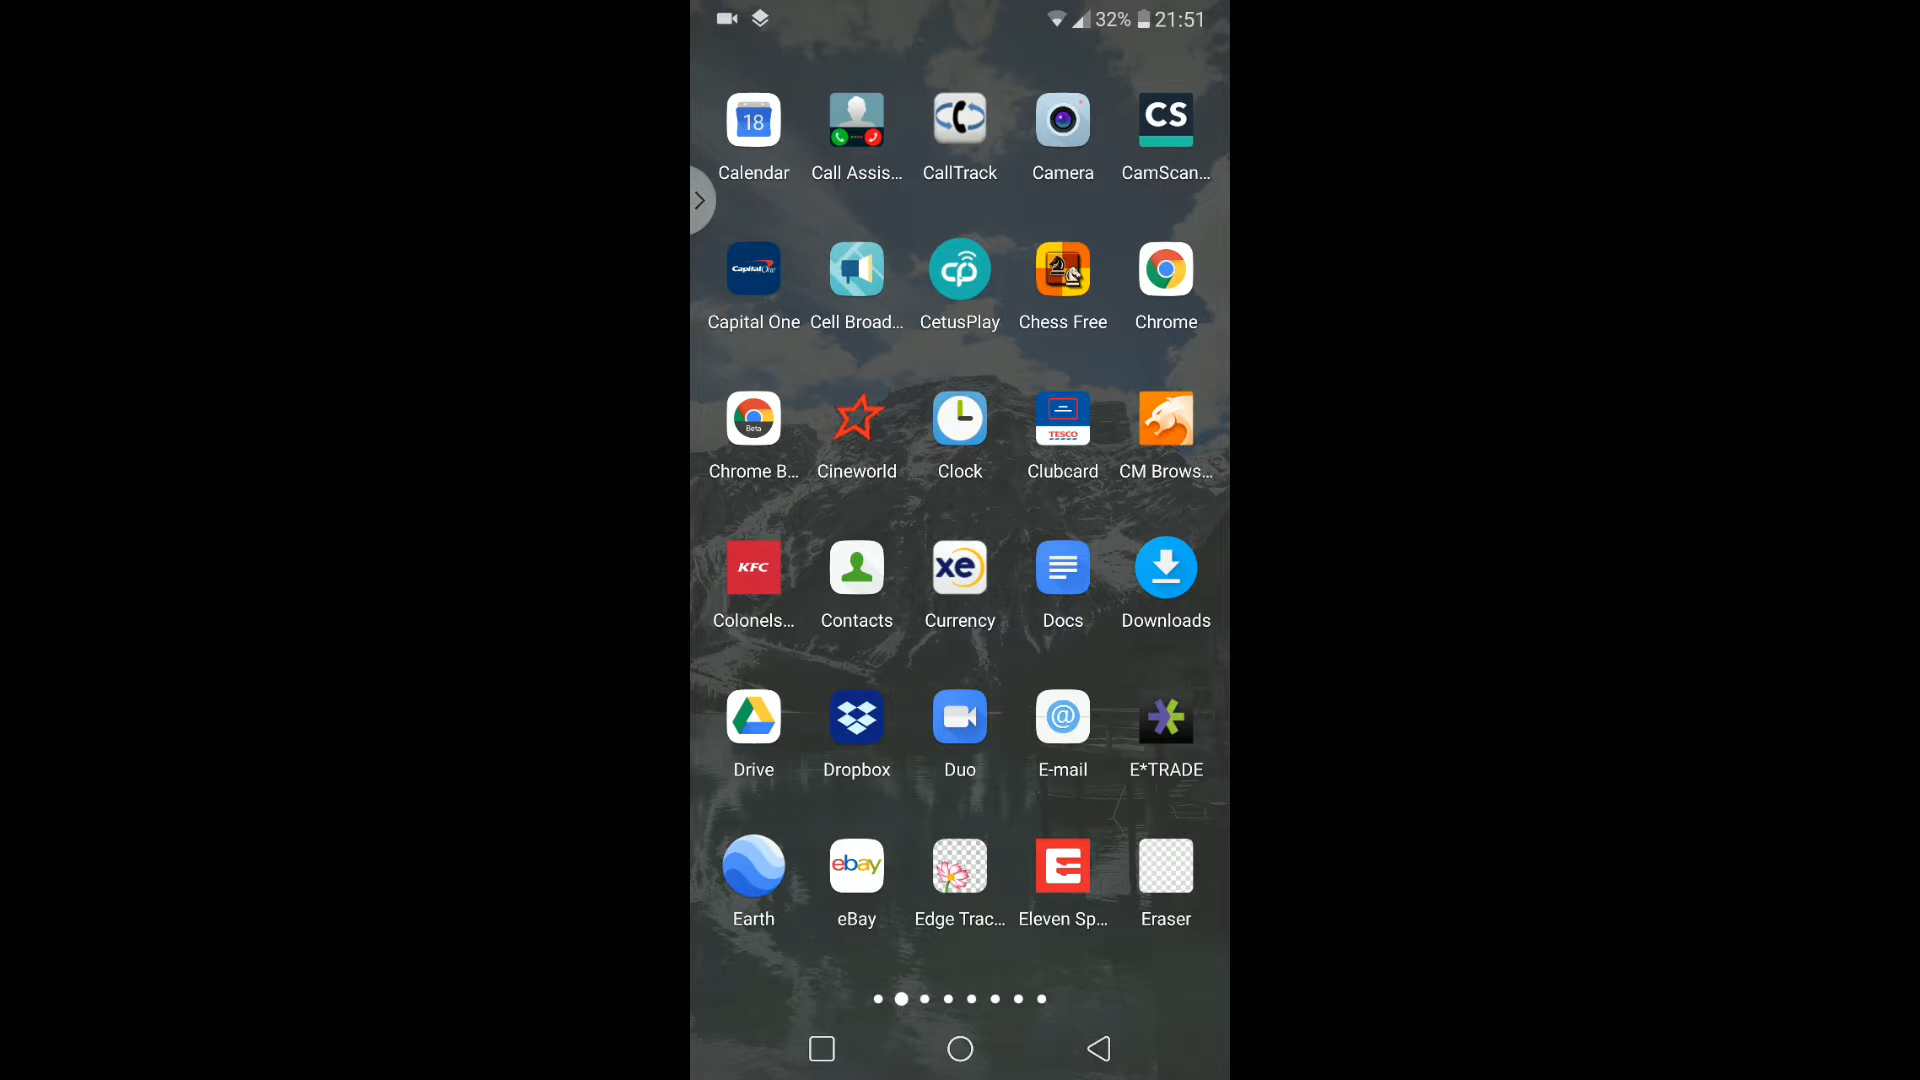 32% 21:51
18
CS
Calendar Call Assis... CallTrack Camera CamScan...
Capital One cp
Capital One Cell Broad... CetusPlay Chess Free Chrome
Beta TESCO
Chrome B... Cineworld Clock Clubcard CM Brows...
KFC xe
Colonels... Contacts Currency Docs Downloads
@
Drive Dropbox Duo E-mail E*TRADE
ebay E
Earth eBay Edge Trac... Eleven Sp... Eraser